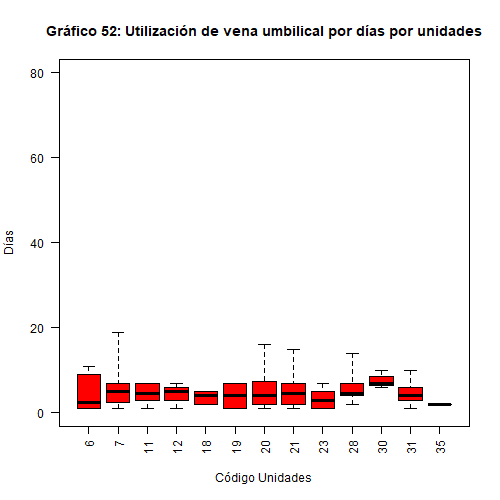 Gráfico 52: Utilización de vena umbilical por días por unidades
80
60
40
20
0
Días
6 7 11 12 18 19 20 21 23 28 30 31 35
Código Unidades